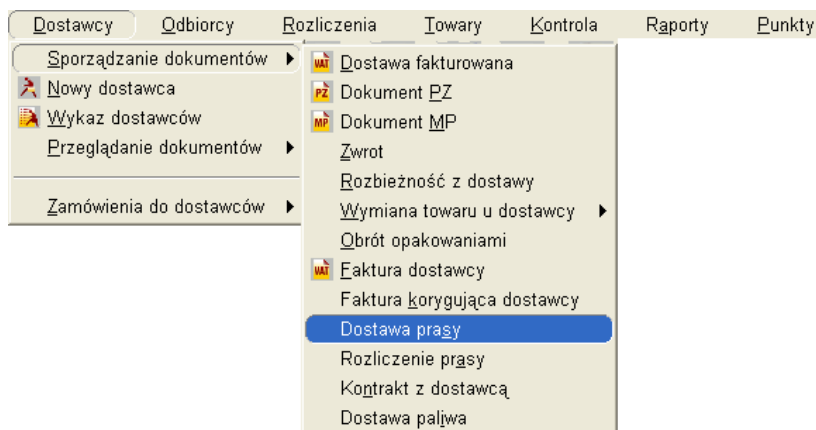 Dostawcy Odbiorcy Rozliczenia Towary Kontrola Raporty Punkty
Sporządzanie dokumentów
Nowy dostawca
Wykaz dostawców
Przeglądanie dokumentów
Zamówienia do dostawców
VAT Dostawa fakturowana
PZ Dokument PZ
MP Dokument MP
Zwrot
Rozbieżność z dostawy
Wymiana towaru u dostawcy
Obrót opakowaniami
VAT Faktura dostawcy
Faktura korygująca dostawcy
Dostawa prasy
Rozliczenie prasy
Kontrakt z dostawcą
Dostawa paliwa